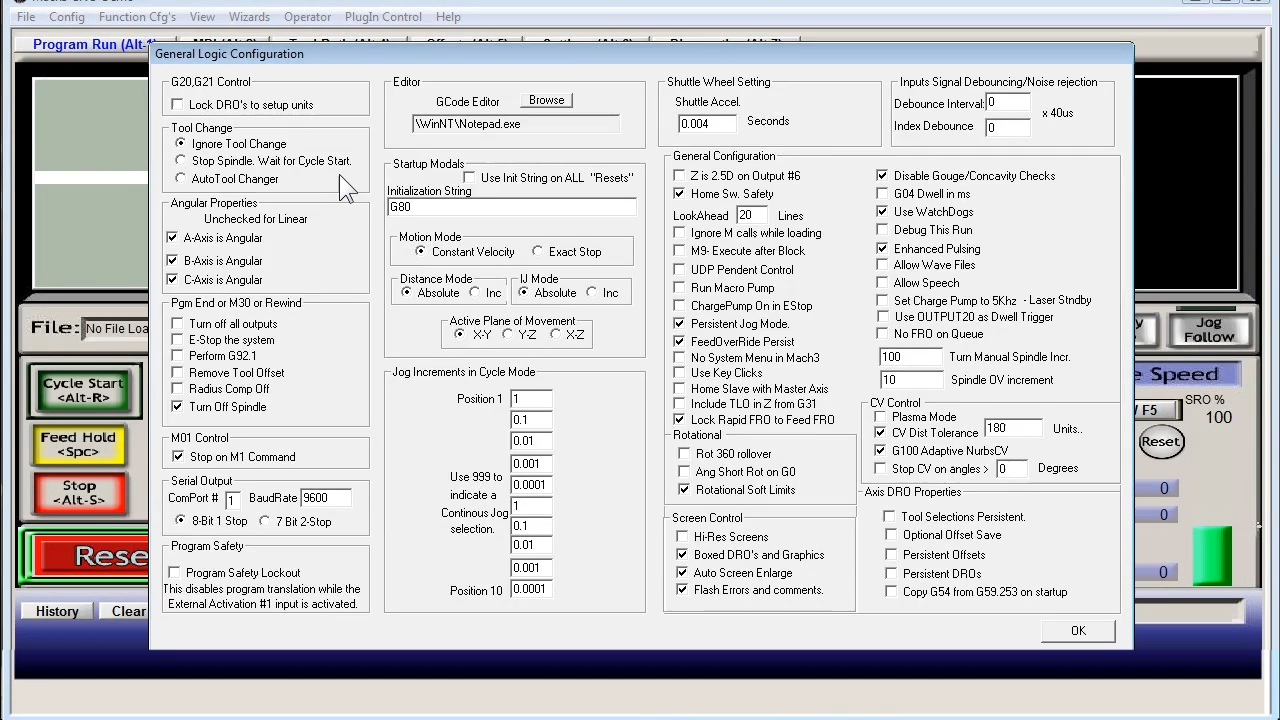 File Config Function Cfg's View Wizards Operator PlugIn Control Help
Program Run (Alt-1)
General Logic Configuration
G20,G21 Control
Lock DRO's to setup units
Tool Change
Ignore Tool Change
Stop Spindle. Wait for Cycle Start.
AutoTool Changer
Angular Properties
Unchecked for Linear
A-Axis is Angular
B-Axis is Angular
C-Axis is Angular
Pgm End or M30 or Rewind
Turn off all outputs
E-Stop the system
Perform G92.1
Remove Tool Offset
Radius Comp Off
Turn Off Spindle
M01 Control
Stop on M1 Command
Serial Output
ComPort # 1 BaudRate 9600
8-Bit 1 Stop 7 Bit 2-Stop
Program Safety
Program Safety Lockout
This disables program translation while the
External Activation #1 input is activated.
Editor
GCode Editor Browse
\WinNT\Notepad.exe
Startup Modals
Use Init String on ALL "Resets"
Initialization String
G80
Motion Mode
Constant Velocity Exact Stop
Distance Mode
Absolute Inc
IJ Mode
Absolute Inc
Active Plane of Movement
X-Y Y-Z X-Z
Jog Increments in Cycle Mode
Position 1 1
0.1
0.01
0.001
Use 999 to
indicate a
Continous Jog
selection.
0.0001
1
0.1
0.01
0.001
Position 10 0.0001
Shuttle Wheel Setting
Shuttle Accel.
0.004 Seconds
Inputs Signal Debouncing/Noise rejection
Debounce Interval: 0 x 40us
Index Debounce 0
General Configuration
Z is 2.5D on Output #6
Home Sw. Safety
LookAhead 20 Lines
Ignore M calls while loading
M9- Execute after Block
UDP Pendent Control
Run Macro Pump
ChargePump On in EStop
Persistent Jog Mode
FeedOverRide Persist
No System Menu in Mach3
Use Key Clicks
Home Slave with Master Axis
Include TLO in Z from G31
Lock Rapid FRO to Feed FRO
Disable Gouge/Concavity Checks
G04 Dwell in ms
Use WatchDogs
Debug This Run
Enhanced Pulsing
Allow Wave Files
Allow Speech
Set Charge Pump to 5Khz - Laser Stndby
Use OUTPUT20 as Dwell Trigger
No FRO on Queue
100 Turn Manual Spindle Incr.
10 Spindle OV increment
Rotational
Rot 360 rollover
Ang Short Rot on G0
Rotational Soft Limits
Screen Control
Hi-Res Screens
Boxed DRO's and Graphics
Auto Screen Enlarge
Flash Errors and comments.
CV Control
Plasma Mode
CV Dist Tolerance 180 Units..
G100 Adaptive NurbsCV
Stop CV on angles > 0 Degrees
Axis DRO Properties
Tool Selections Persistent.
Optional Offset Save
Persistent Offsets
Persistent DROs
Copy G54 from G59.253 on startup
OK
File: No File Loa
Cycle Start
<Alt-R>
Feed Hold
<Spc>
Stop
<Alt-S>
Rese
History Clear
Jog
Follow
Speed
F5
SRO %
100
Reset
0
0
0